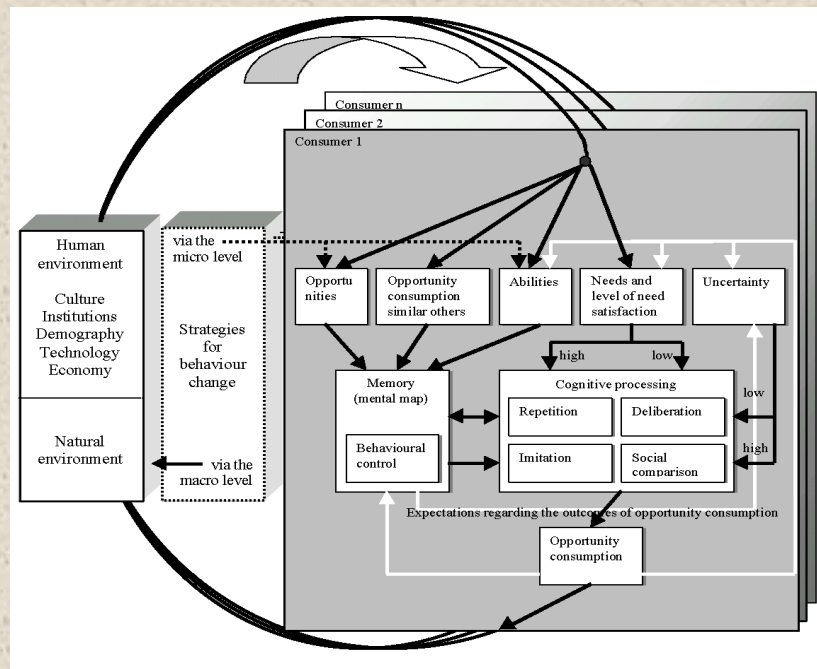 Consumer n
Consumer 2
Consumer 1
Human
environment
Culture
Institutions
Demography
Technology
Economy
Natural
environment
via the
micro level
Strategies
for
behaviour
change
via the
macro level
Opportu
nities
Opportunity
consumption
similar others
Abilities
Needs and
level of need
satisfaction
Uncertainty
high
low
Memory
(mental map)
Behavioural
control
Cognitive processing
Repetition
Deliberation
Imitation
Social
comparison
low
high
Expectations regarding the outcomes of opportunity consumption
Opportunity
consumption